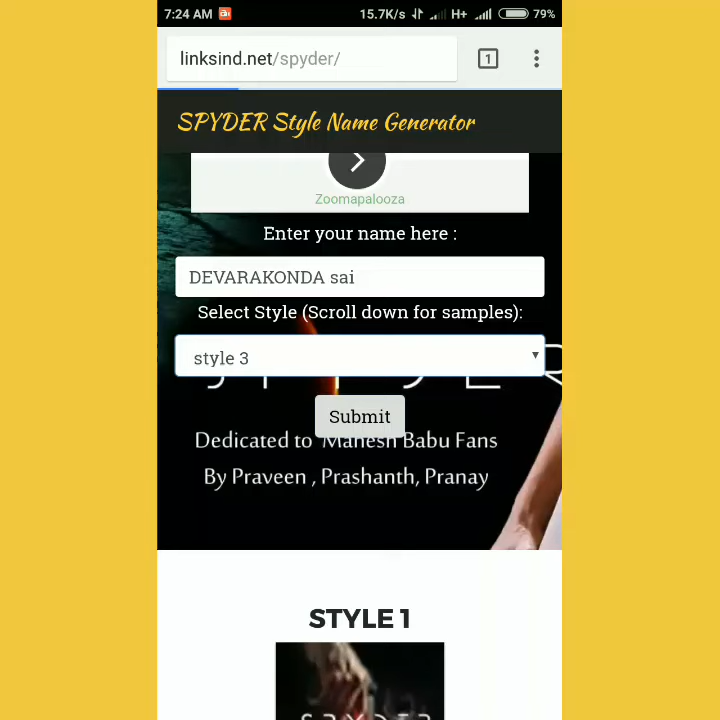 7:24 AM 15.7K/s H+ 79%
linksind.net/spyder/ 1
SPYDER Style Name Generator
Zoomapalooza
Enter your name here :
DEVARAKONDA sai
Select Style (Scroll down for samples):
style 3
Submit
Dedicated to Mahesh Babu Fans
By Praveen , Prashanth, Pranay
STYLE 1
SPYDER